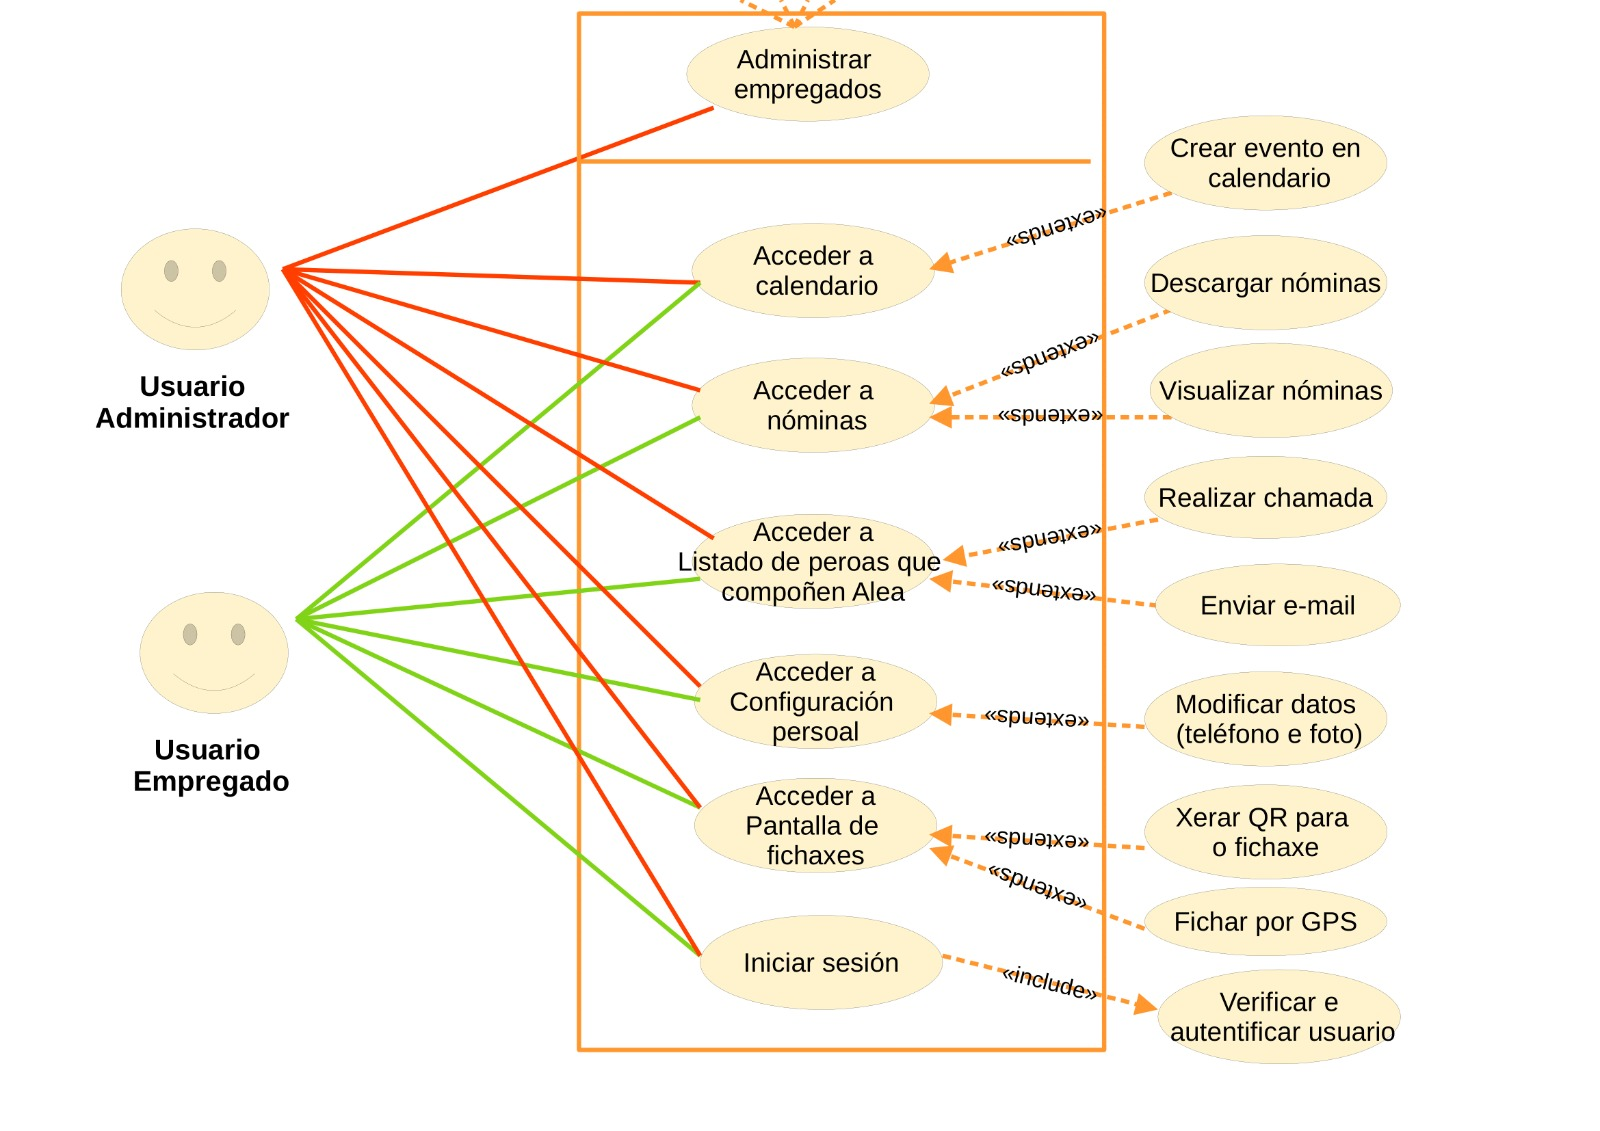 Administrar
empregados
Crear evento en
calendario
«extends»
Acceder a
calendario
Descargar nóminas
«extends»
Usuario
Administrador
Acceder a
nóminas
Visualizar nóminas
«extends»
Acceder a
Listado de peroas que
compoñen Alea
Realizar chamada
«extends»
Enviar e-mail
«extends»
Acceder a
Configuración
persoal
Modificar datos
(teléfono e foto)
«extends»
Usuario
Empregado
Acceder a
Pantalla de
fichaxes
Xerar QR para
o fichaxe
«extends»
«extends»
Fichar por GPS
Iniciar sesión
«include»
Verificar e
autentificar usuario